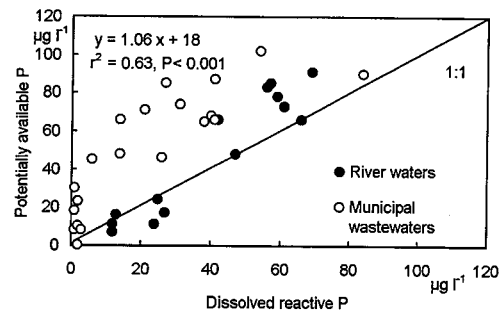 µg l⁻¹
120
100
80
60
40
20
0
Potentially available P
y = 1.06 x + 18
r² = 0.63, P< 0.001
1:1
River waters
Municipal
wastewaters
0 20 40 60 80 100 120
µg l⁻¹
Dissolved reactive P